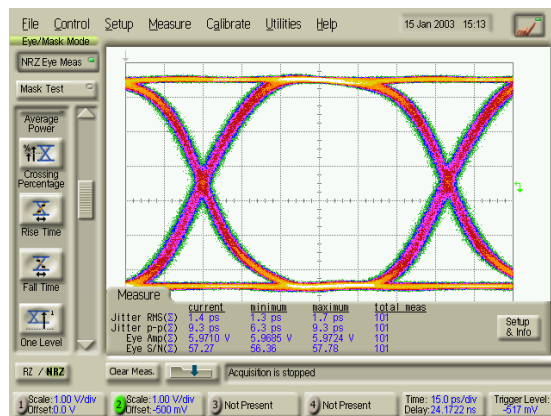 File Control Setup Measure Calibrate Utilities Help 15 Jan 2003 15:13
Eye/Mask Mode
NRZ Eye Meas
Mask Test
Average
Power
Crossing
Percentage
Rise Time
Fall Time
One Level
Measure
current minimum maximum total meas
Jitter RMS(Σ) 1.4 ps 1.3 ps 1.7 ps 101
Jitter p-p(Σ) 9.3 ps 6.3 ps 9.3 ps 101
Eye Amp(Σ) 5.9710 V 5.9685 V 5.9724 V 101
Eye S/N(Σ) 57.27 56.36 57.78 101
Setup
& Info
RZ / NRZ
Clear Meas.
Acquisition is stopped
1) Scale:1.00 V/div
Offset:0.0 V
2) Scale:1.00 V/div
Offset:-500 mV
3) Not Present
4) Not Present
Time: 15.0 ps/div
Delay:24.1722 ns
Trigger Level:
-517 mV